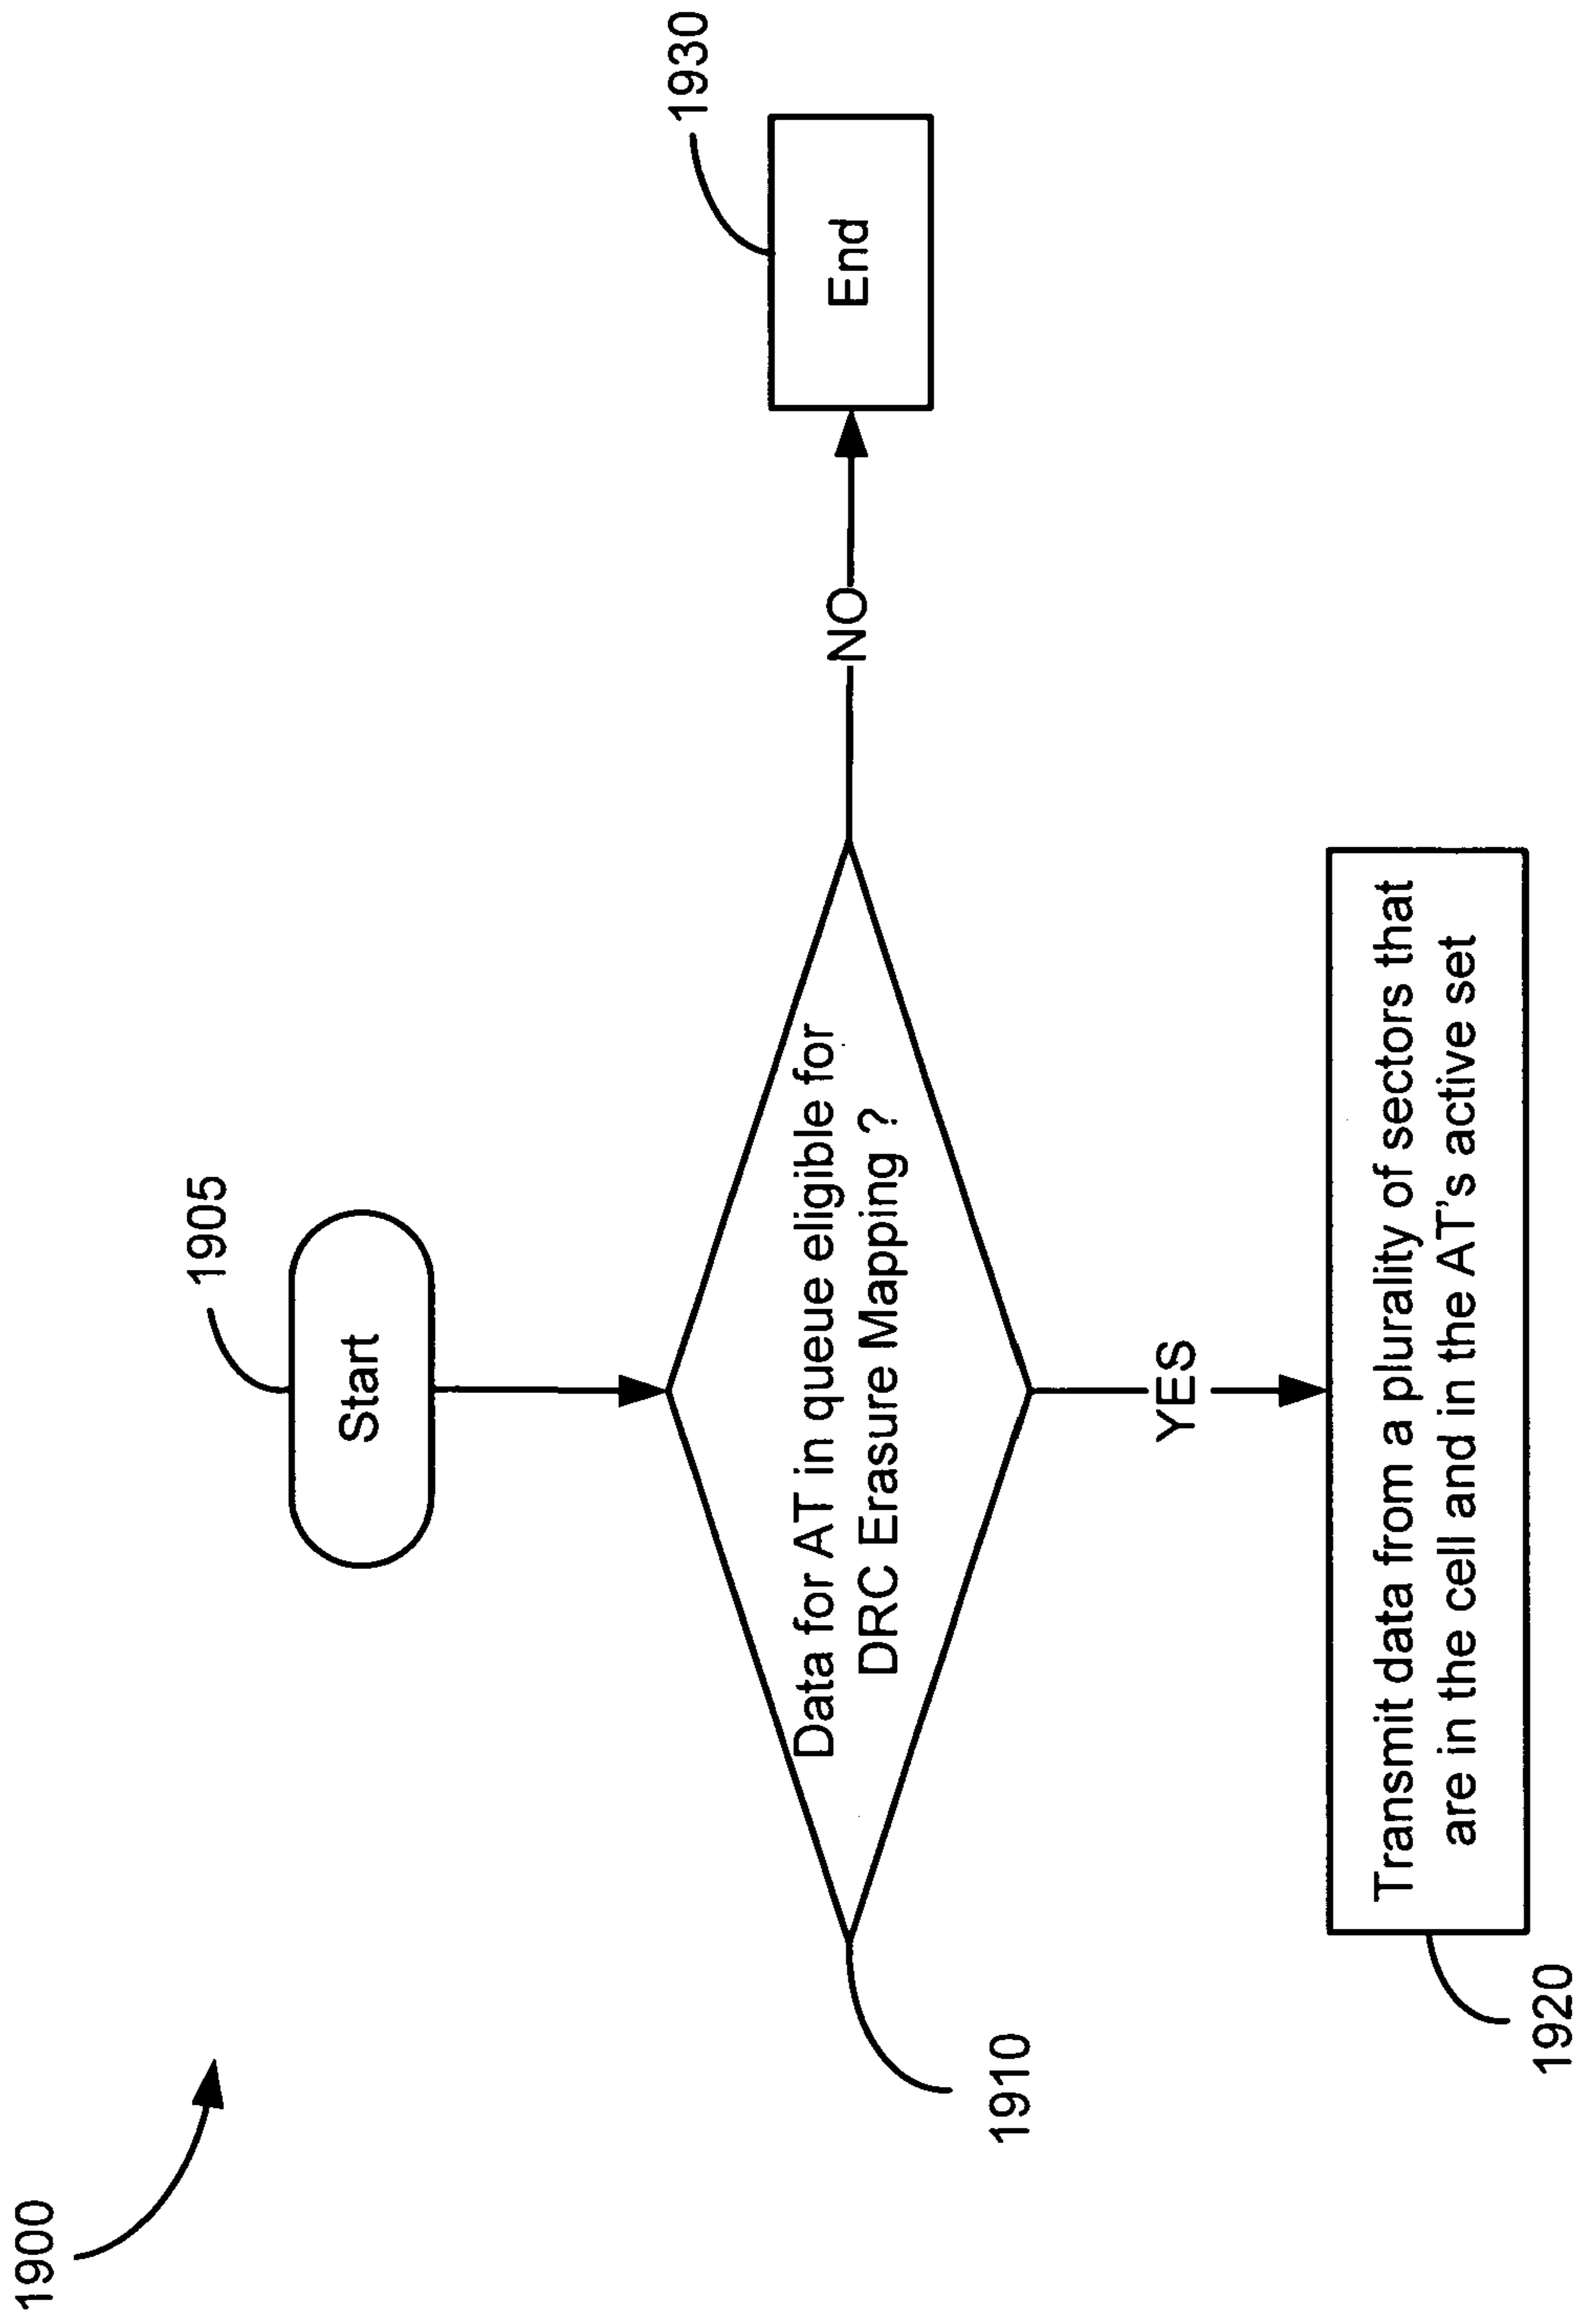 1900
1905
Start
1910
Data for AT in queue eligible for
DRC Erasure Mapping ?
NO
1930
End
YES
1920
Transmit data from a plurality of sectors that
are in the cell and in the AT's active set